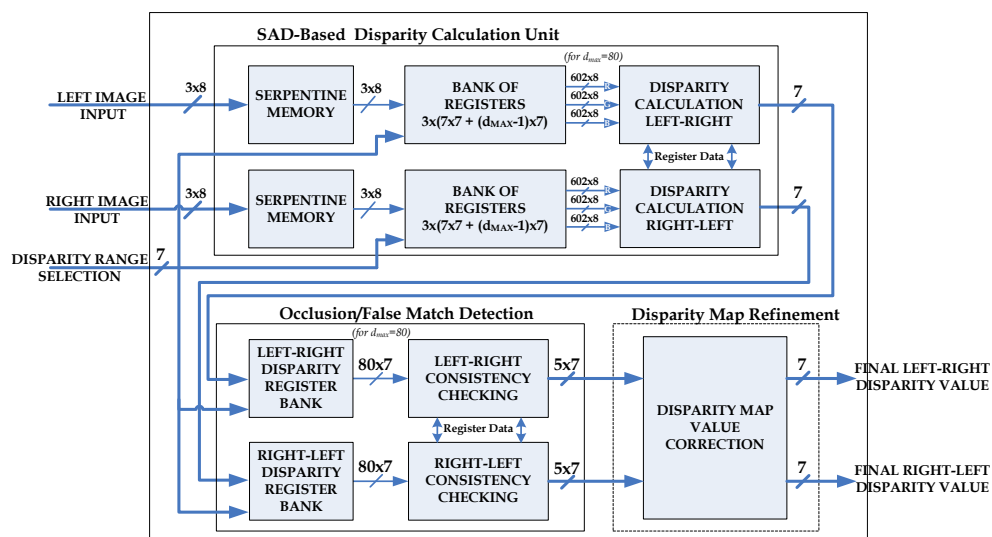 SAD-Based Disparity Calculation Unit
(for dmax=80)
LEFT IMAGE
INPUT
3x8
SERPENTINE
MEMORY
3x8
BANK OF
REGISTERS
3x(7x7 + (dMAX-1)x7)
602x8
R
602x8
G
602x8
B
DISPARITY
CALCULATION
LEFT-RIGHT
7
Register Data
RIGHT IMAGE
INPUT
3x8
SERPENTINE
MEMORY
3x8
BANK OF
REGISTERS
3x(7x7 + (dMAX-1)x7)
602x8
R
602x8
G
602x8
B
DISPARITY
CALCULATION
RIGHT-LEFT
7
DISPARITY RANGE
SELECTION
7
Occlusion/False Match Detection
(for dmax=80)
LEFT-RIGHT
DISPARITY
REGISTER
BANK
80x7
LEFT-RIGHT
CONSISTENCY
CHECKING
5x7
Register Data
RIGHT-LEFT
DISPARITY
REGISTER
BANK
80x7
RIGHT-LEFT
CONSISTENCY
CHECKING
5x7
Disparity Map Refinement
DISPARITY MAP
VALUE
CORRECTION
7
FINAL LEFT-RIGHT
DISPARITY VALUE
7
FINAL RIGHT-LEFT
DISPARITY VALUE